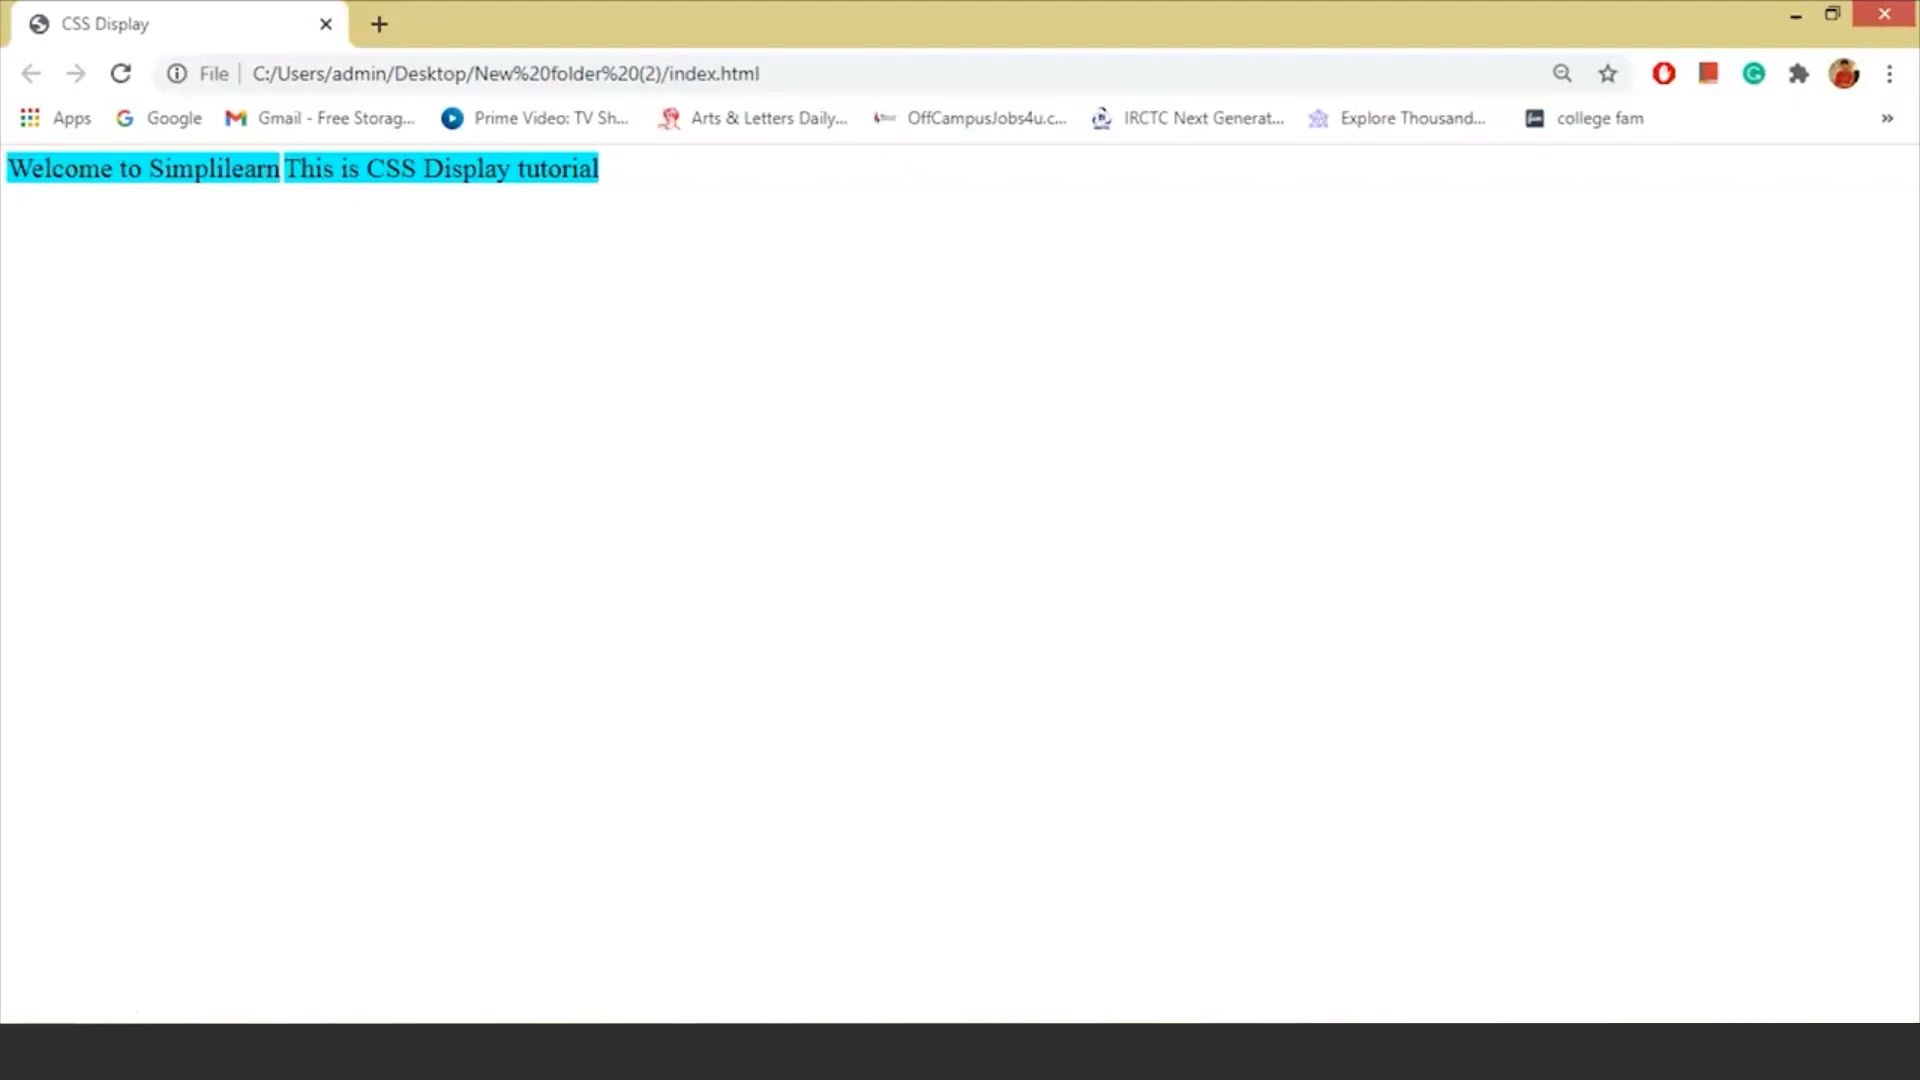 CSS Display
File C:/Users/admin/Desktop/New%20folder%20(2)/index.html
Apps Google Gmail - Free Storag... Prime Video: TV Sh... Arts & Letters Daily... OffCampusJobs4u.c... IRCTC Next Generat... Explore Thousand... college fam »
Welcome to Simplilearn This is CSS Display tutorial